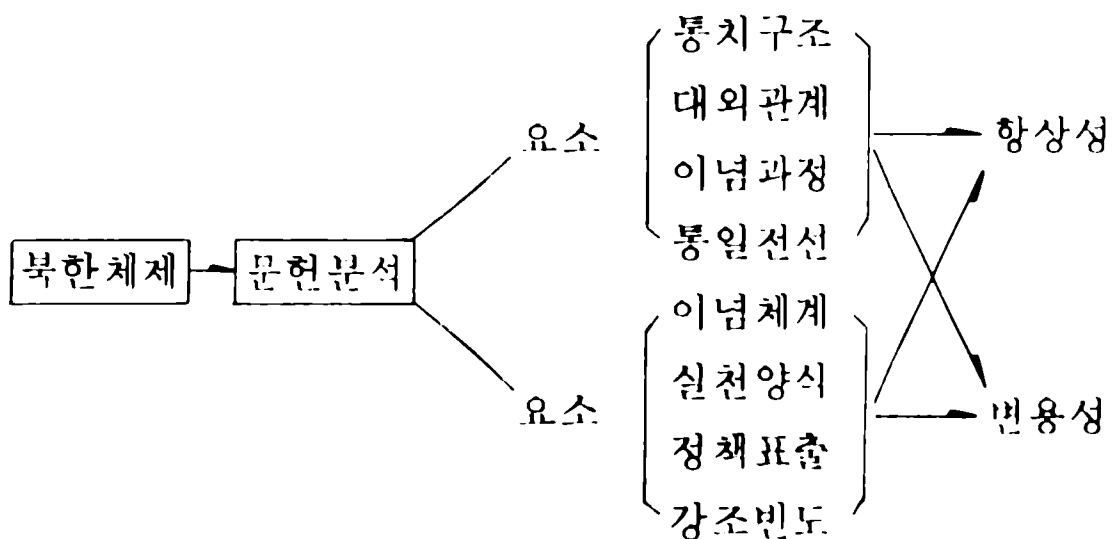 북한체제
문헌분석
요소
통치구조
대외관계
이념과정
통일전선
요소
이념체계
실천양식
정책표출
강조빈도
항상성
변용성